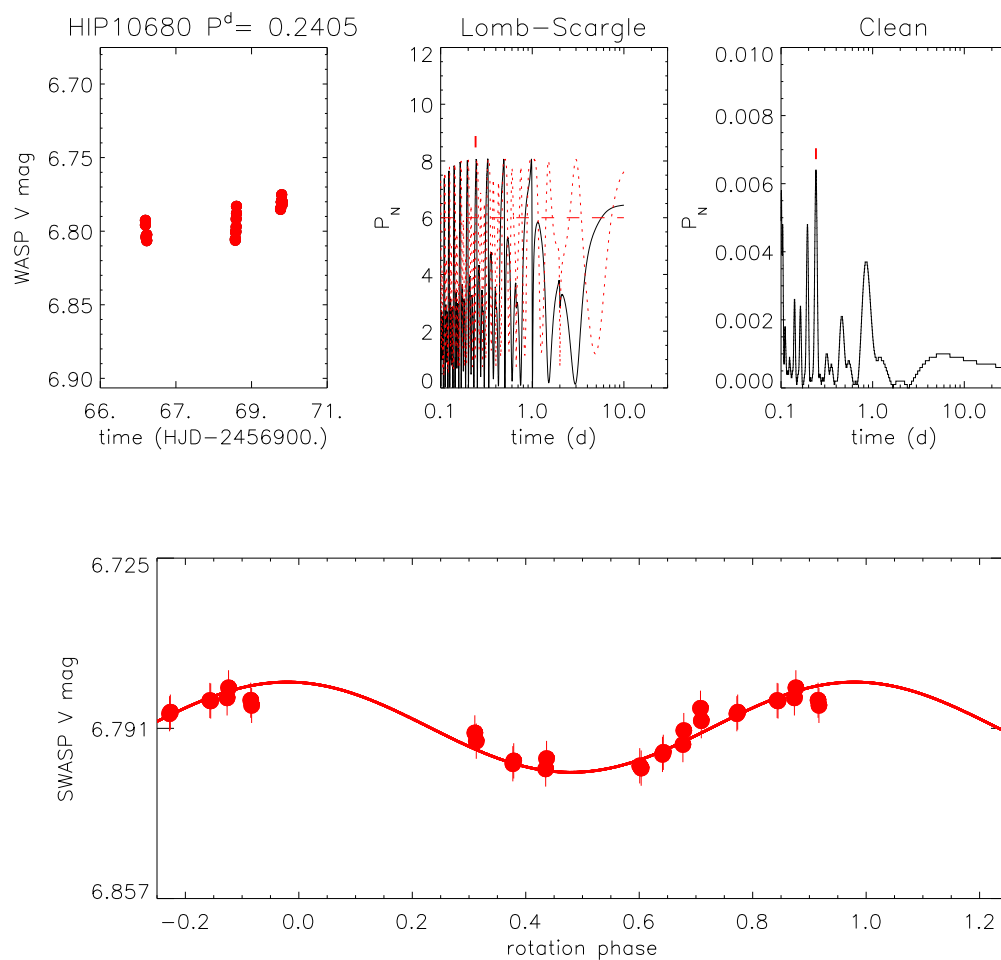 HIP10680 P^d= 0.2405
Lomb-Scargle
Clean
WASP V mag
6.70
6.75
6.80
6.85
6.90
66. 67. 69. 71.
time (HJD-2456900.)
P_N
12
10
8
6
4
2
0
0.1 1.0 10.0
time (d)
P_N
0.010
0.008
0.006
0.004
0.002
0.000
0.1 1.0 10.0
time (d)
SWASP V mag
6.725
6.791
6.857
-0.2 0.0 0.2 0.4 0.6 0.8 1.0 1.2
rotation phase